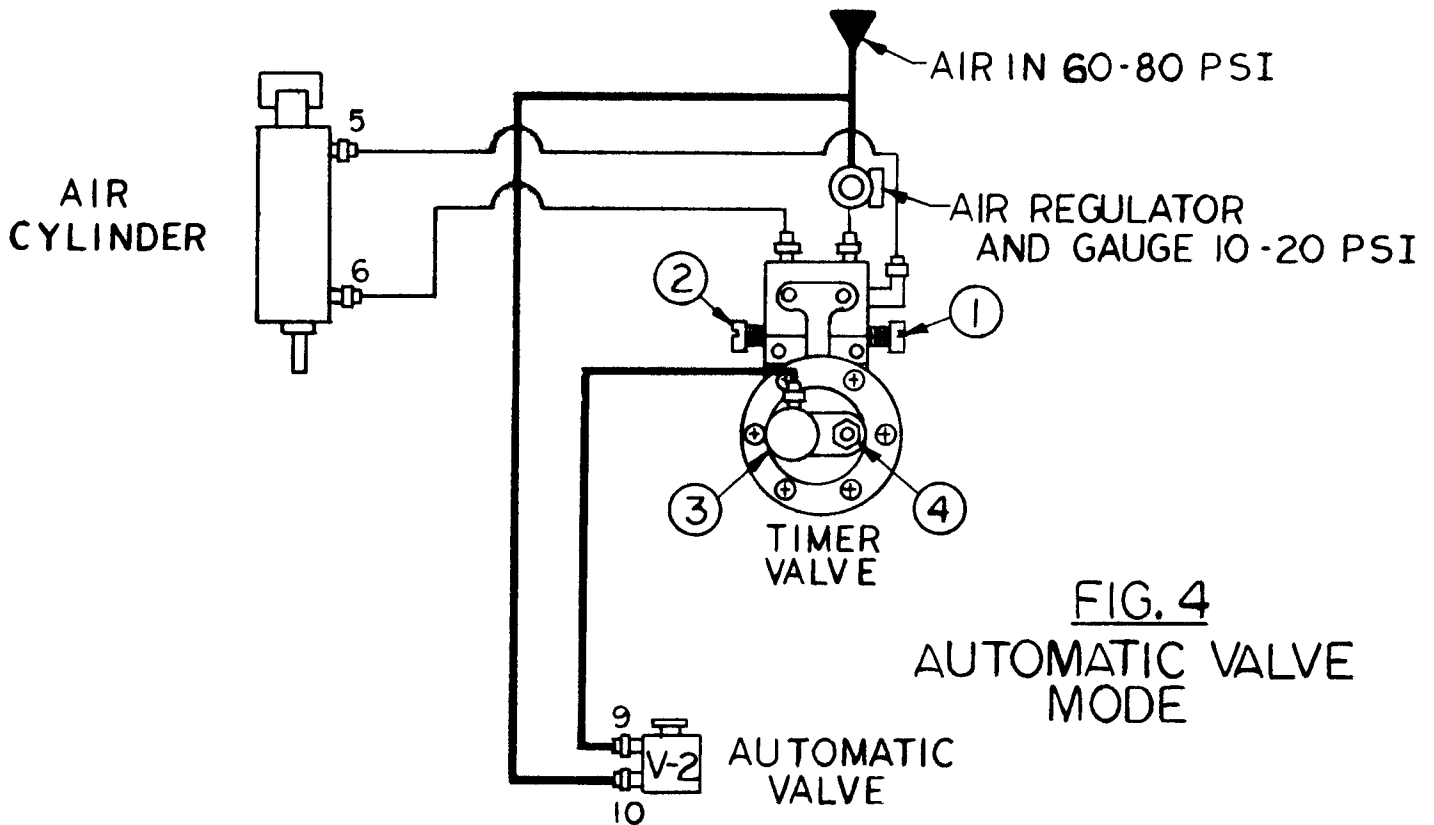 AIR IN 60-80 PSI
5
AIR
CYLINDER
6
AIR REGULATOR
AND GAUGE 10-20 PSI
2
1
3
4
TIMER
VALVE
FIG. 4
AUTOMATIC VALVE
MODE
9
V-2
10
AUTOMATIC
VALVE